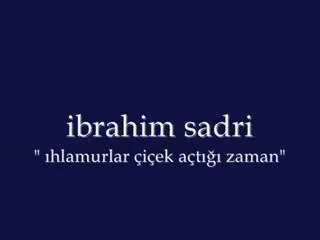 ibrahim sadri
" ıhlamurlar çiçek açtığı zaman"